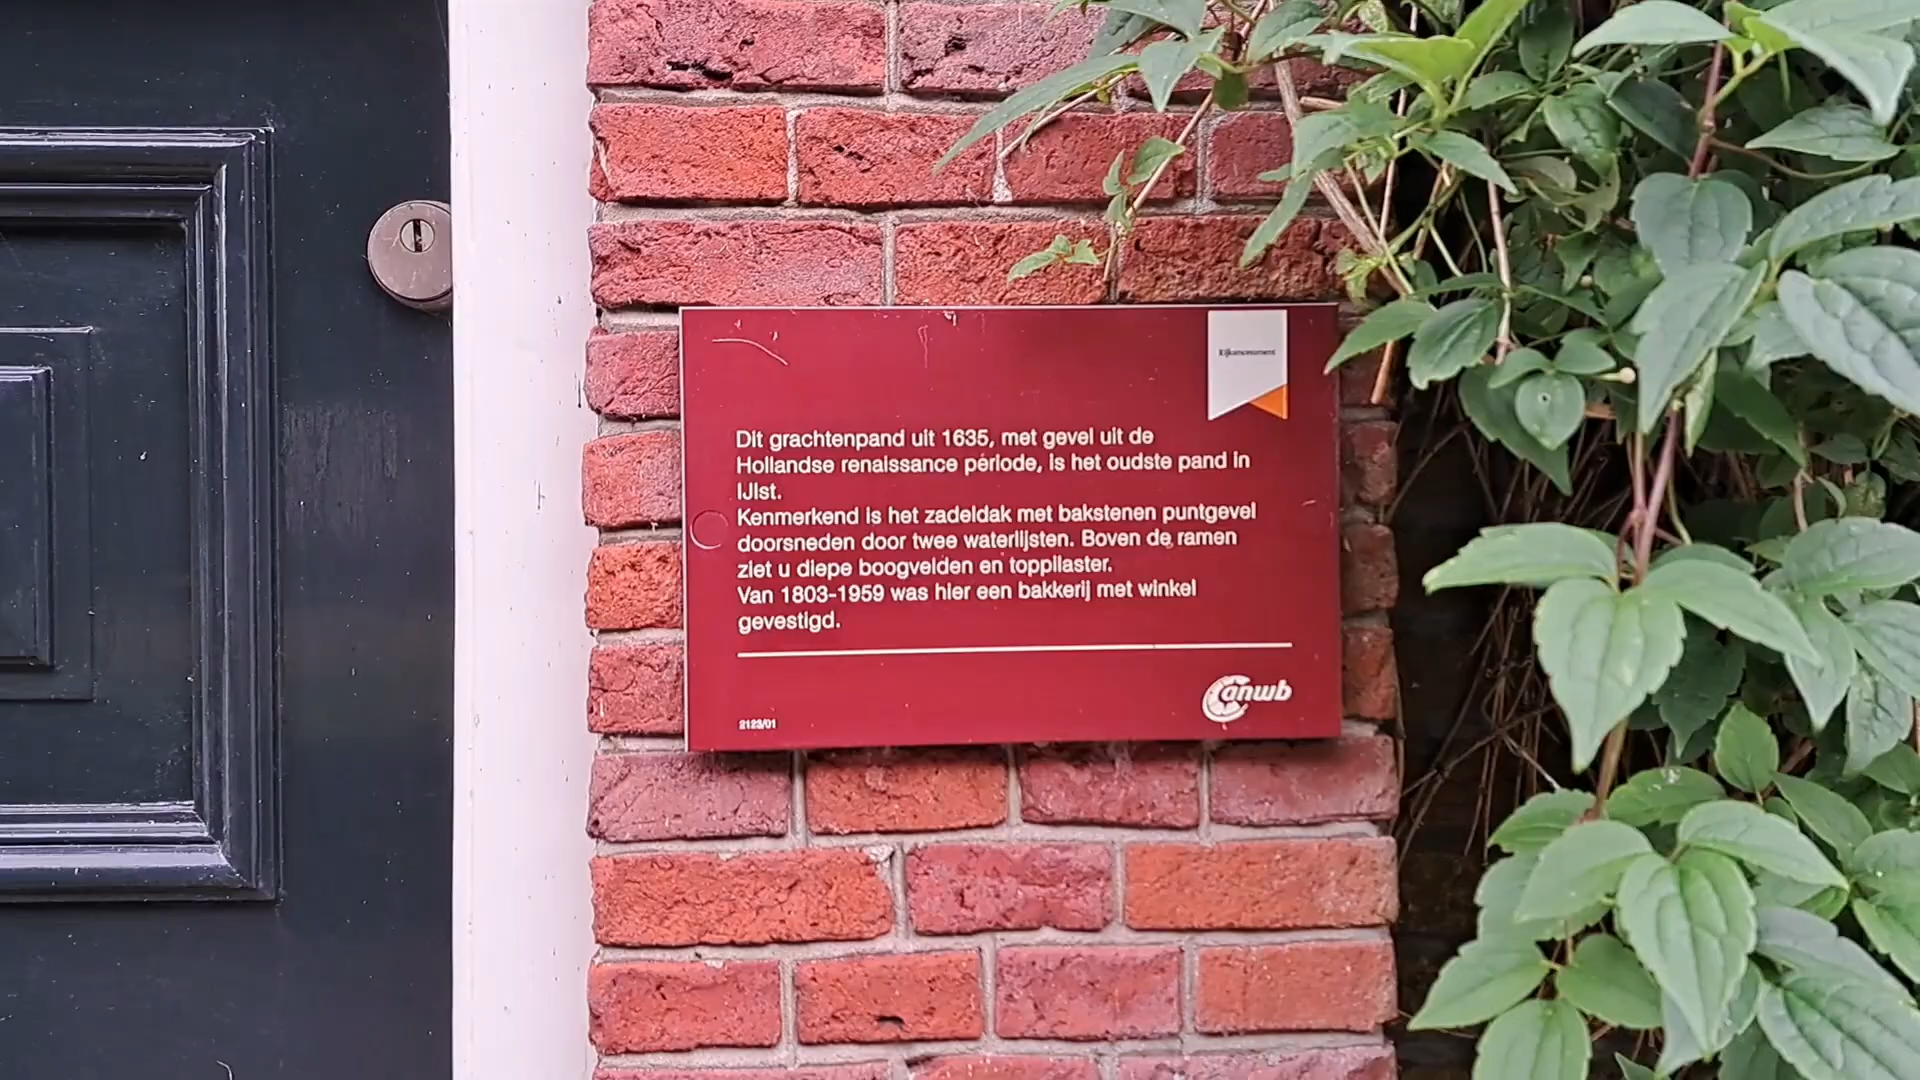 Rijksmonument
Dit grachtenpand uit 1635, met gevel uit de
Hollandse renaissance periode, is het oudste pand in
IJlst.
Kenmerkend is het zadeldak met bakstenen puntgevel
doorsneden door twee waterlijsten. Boven de ramen
ziet u diepe boogvelden en toppilaster.
Van 1803-1959 was hier een bakkerij met winkel
gevestigd.
anwb
2123/01